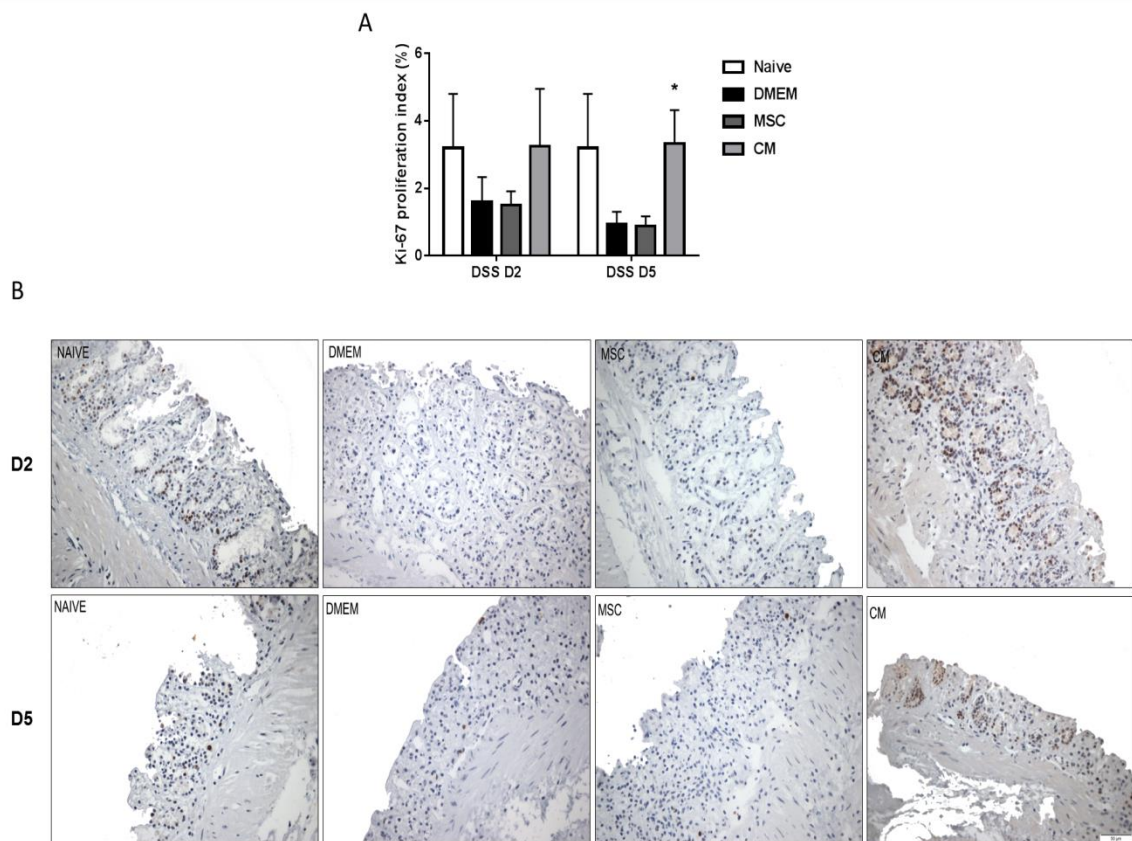 A
Ki-67 proliferation index (%)
6
4
2
0
*
DSS D2
DSS D5
Naive
DMEM
MSC
CM
B
D2
NAIVE
DMEM
MSC
CM
D5
NAIVE
DMEM
MSC
CM